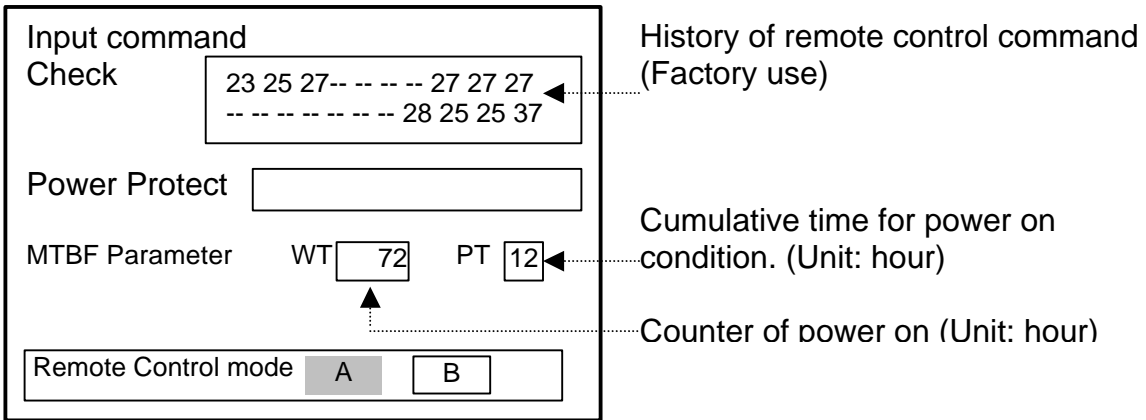 Input command
Check
23 25 27-- -- -- -- 27 27 27
-- -- -- -- -- -- -- 28 25 25 37
History of remote control command
(Factory use)
Power Protect
MTBF Parameter WT 72 PT 12
Cumulative time for power on
condition. (Unit: hour)
Counter of power on (Unit: hour)
Remote Control mode A B